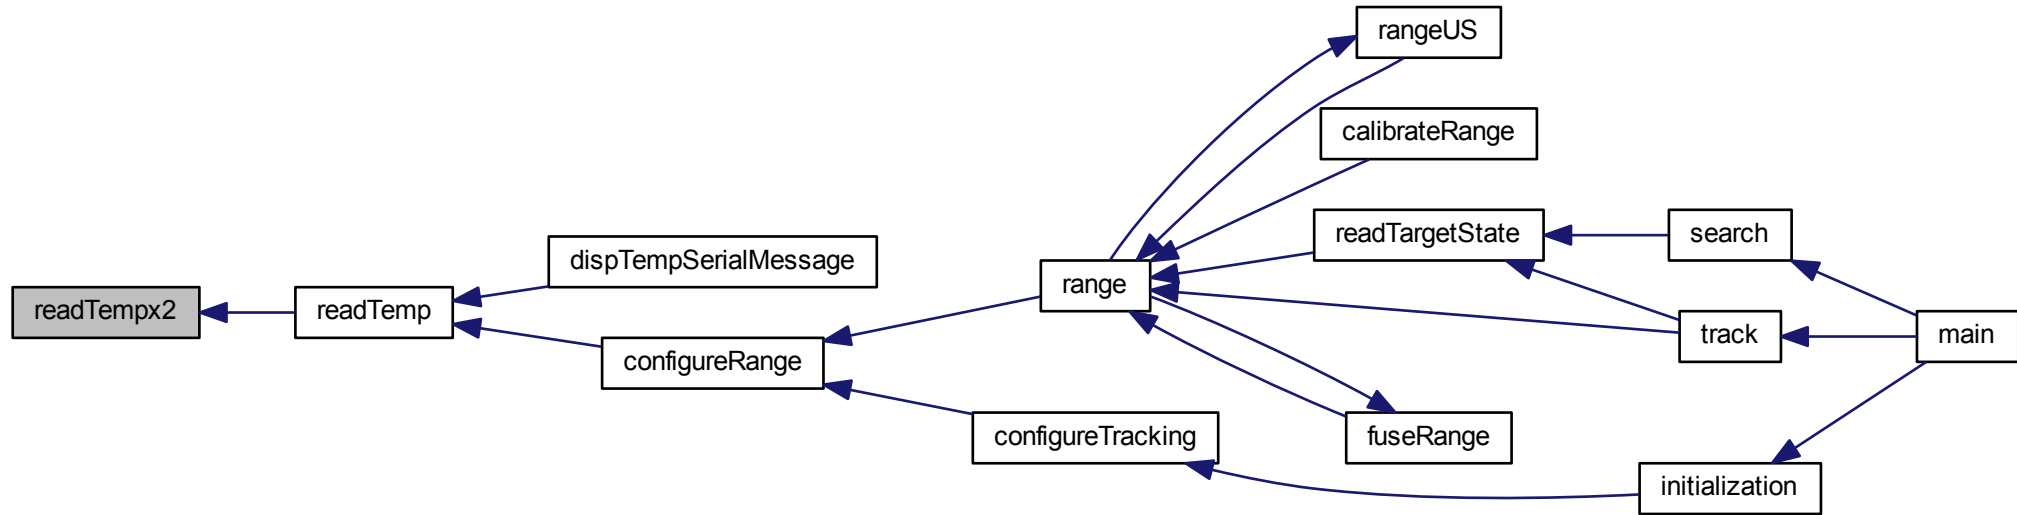 rangeUS
calibrateRange
readTargetState
search
dispTempSerialMessage
range
readTempx2
readTemp
track
main
configureRange
configureTracking
fuseRange
initialization